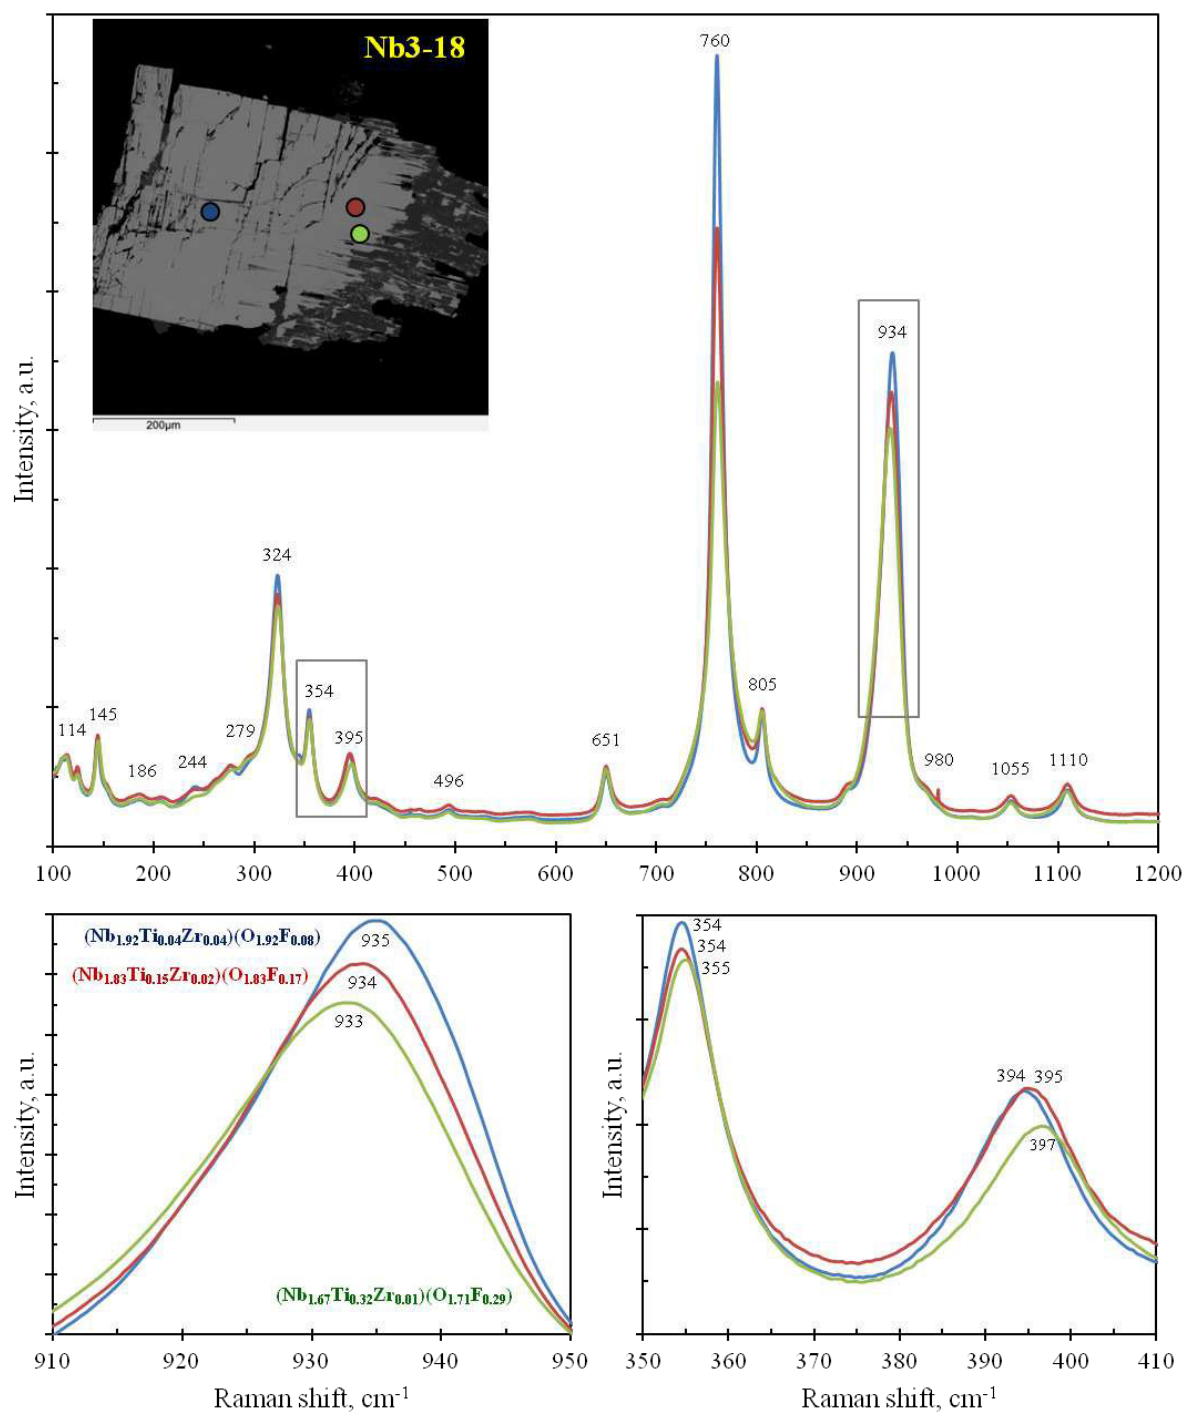 Nb3-18
200µm
Intensity, a.u.
760
934
324
354
395
114
145
186
244
279
496
651
805
980
1055
1110
100 200 300 400 500 600 700 800 900 1000 1100 1200
(Nb1.92Ti0.04Zr0.04)(O1.92F0.08)
(Nb1.83Ti0.15Zr0.02)(O1.83F0.17)
935
934
933
(Nb1.67Ti0.32Zr0.01)(O1.71F0.29)
Intensity, a.u.
910 920 930 940 950
Raman shift, cm-1
354
354
355
394 395
397
Intensity, a.u.
350 360 370 380 390 400 410
Raman shift, cm-1